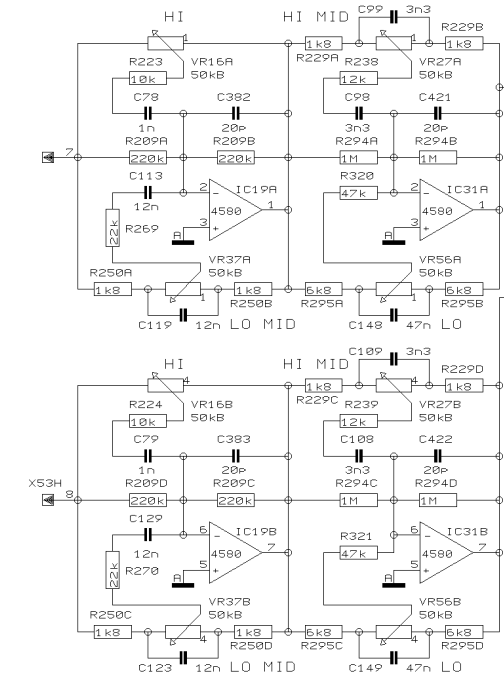 C99 3n3
HI HI MID R229B
1 1k8 1 1k8
R223 VR16A R229A R238 VR27A
10k 50kB 12k 50kB
C78 C382 C98 C421
1n 20p 3n3 20p
7 R209A R209B R294A R294B
220k 220k 1M 1M
C113 IC19A R320 IC31A
12n 2 47k 2
22k R269 4580 1 4580 1
A 3 A 3
R250A VR37A VR56A
50kB 50kB
1k8 1 1k8 6k8 1 6k8
R250B R295A R295B
C119 12n LO MID C148 47n LO
C109 3n3
HI HI MID R229D
4 1k8 4 1k8
R224 VR16B R229C R239 VR27B
10k 50kB 12k 50kB
C79 C383 C108 C422
1n 20p 3n3 20p
X53H
8 R209D R209C R294C R294D
220k 220k 1M 1M
C129 IC19B R321 IC31B
12n 6 47k 6
22k R270 4580 7 4580 7
A 5 A 5
R250C VR37B VR56B
50kB 50kB
1k8 4 1k8 6k8 4 6k8
R250D R295C R295D
C123 12n LO MID C149 47n LO